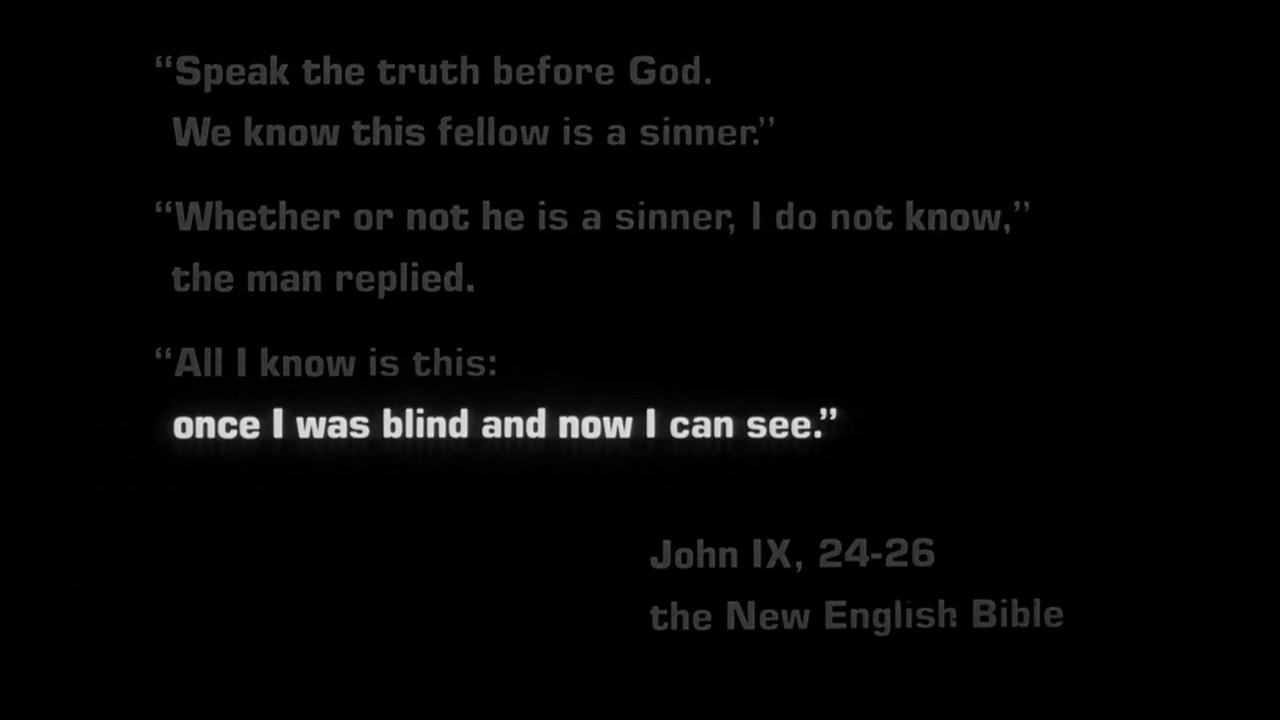 “Speak the truth before God.
We know this fellow is a sinner.”
“Whether or not he is a sinner, I do not know,”
the man replied.
“All I know is this:
once I was blind and now I can see.”
John IX, 24-26
the New English Bible